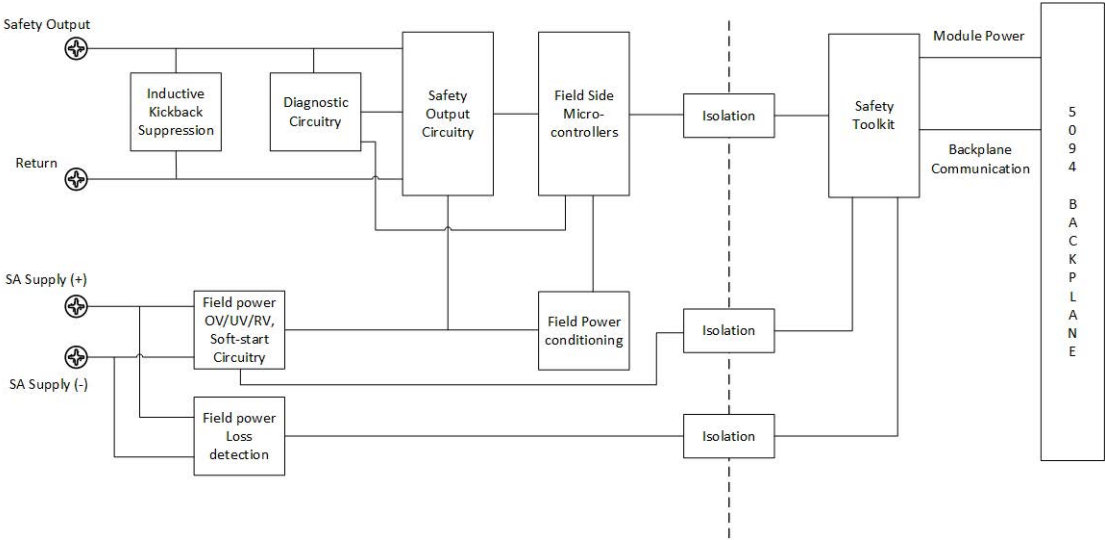 Safety Output
Module Power
Inductive
Kickback
Suppression
Diagnostic
Circuitry
Safety
Output
Circuitry
Field Side
Micro-
controllers
Isolation
Safety
Toolkit
Backplane
Communication
Return
5
0
9
4
B
A
C
K
P
L
A
N
E
SA Supply (+)
Field power
OV/UV/RV,
Soft-start
Circuitry
Field Power
conditioning
Isolation
SA Supply (-)
Field power
Loss
detection
Isolation